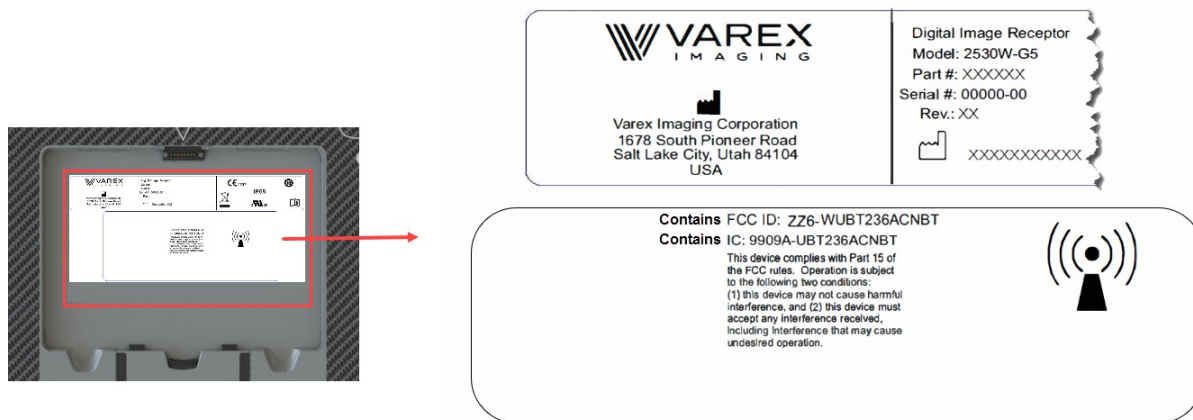 VAREX
IMAGING
Varex Imaging Corporation
1678 South Pioneer Road
Salt Lake City, Utah 84104
USA
Digital Image Receptor
Model: 2530W-G5
Part #: XXXXXX
Serial #: 00000-00
Rev.: XX
XXXXXXXXXXX
Contains FCC ID: ZZ6-WUBT236ACNBT
Contains IC: 9909A-UBT236ACNBT
This device complies with Part 15 of
the FCC rules. Operation is subject
to the following two conditions:
(1) this device may not cause harmful
interference, and (2) this device must
accept any interference received,
Including Interference that may cause
undesired operation.
VAREX
CE
IP68